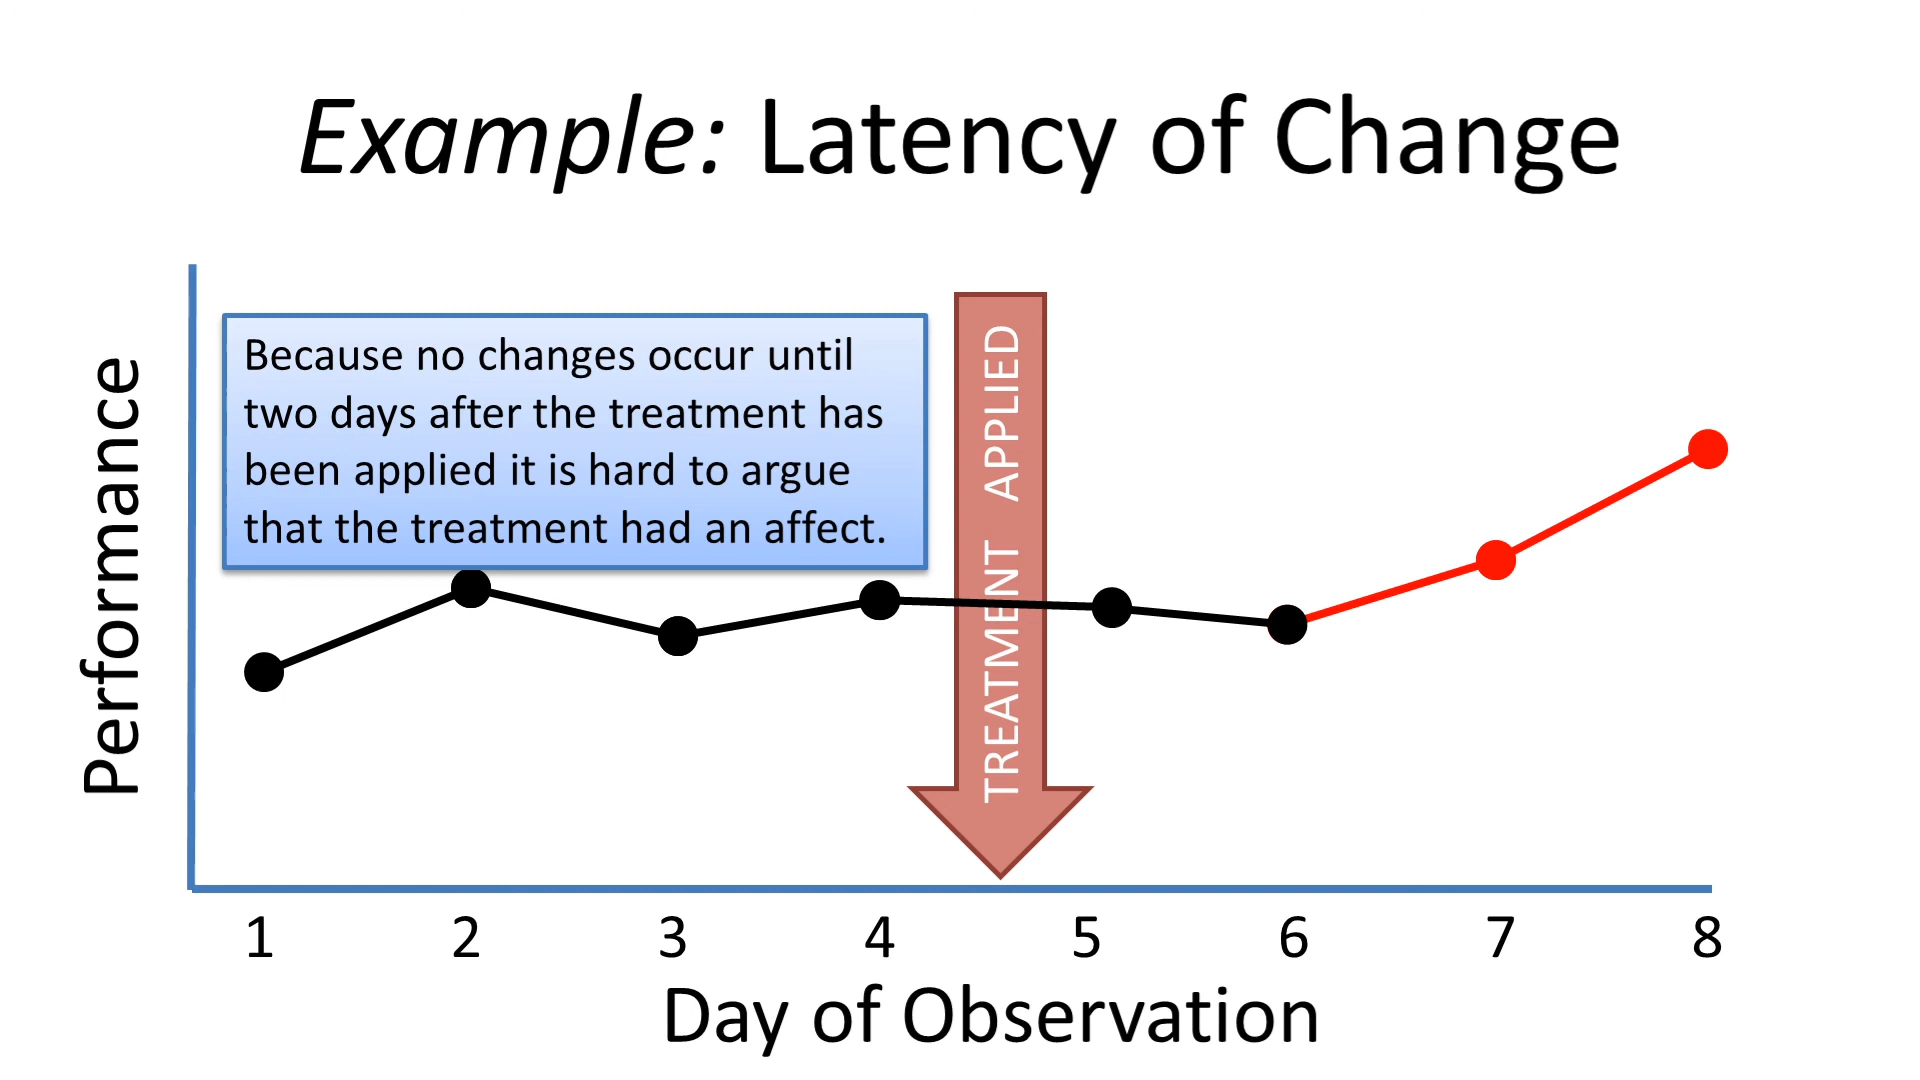 Example: Latency of Change
Because no changes occur until
two days after the treatment has
been applied it is hard to argue
that the treatment had an affect.
TREATMENT APPLIED
Performance
1 2 3 4 5 6 7 8
Day of Observation